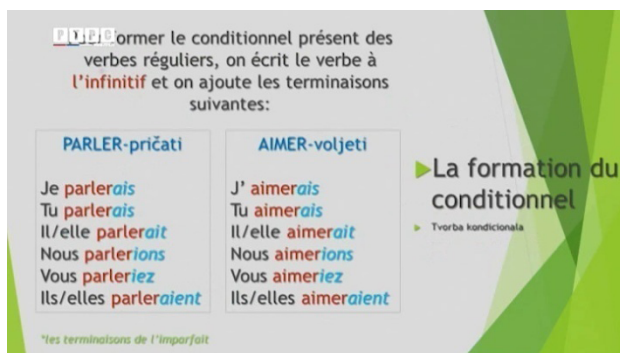 Pour former le conditionnel présent des
verbes réguliers, on écrit le verbe à
l'infinitif et on ajoute les terminaisons
suivantes:
PARLER-pričati
Je parlerais
Tu parlerais
Il/elle parlerait
Nous parlerions
Vous parleriez
Ils/elles parleraient
AIMER-voljeti
J' aimerais
Tu aimerais
Il/elle aimerait
Nous aimerions
Vous aimeriez
Ils/elles aimeraient
*les terminaisons de l'imparfait
La formation du
conditionnel
Tvorba kondicionala